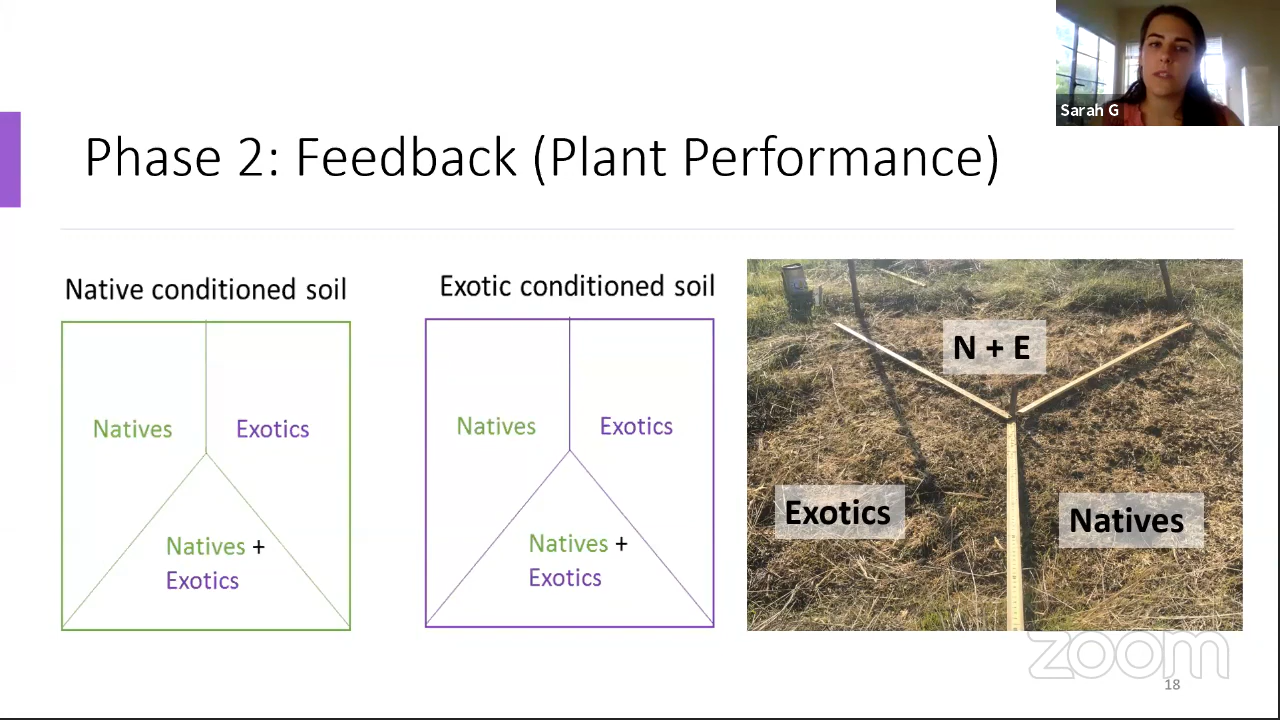 Sarah G
Phase 2: Feedback (Plant Performance)
Native conditioned soil
Natives
Exotics
Natives +
Exotics
Exotic conditioned soil
Natives
Exotics
Natives +
Exotics
N + E
Exotics
Natives
zoom
18